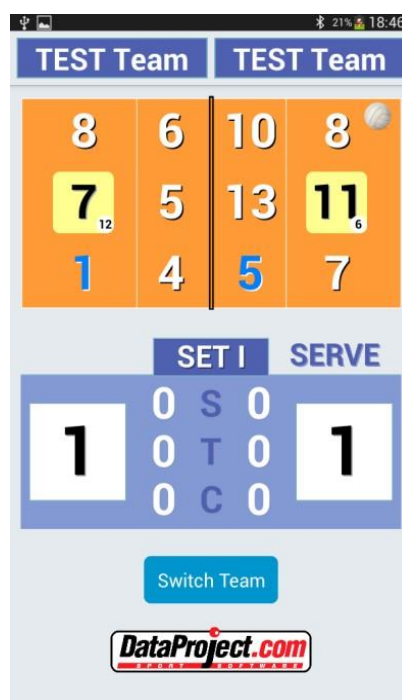 21% 18:46
TEST Team TEST Team
8 6 10 8
7 12 5 13 11 6
1 4 5 7
SET I SERVE
0 S 0
1 0 T 0 1
0 C 0
Switch Team
DataProject.com
SPORT SOFTWARE